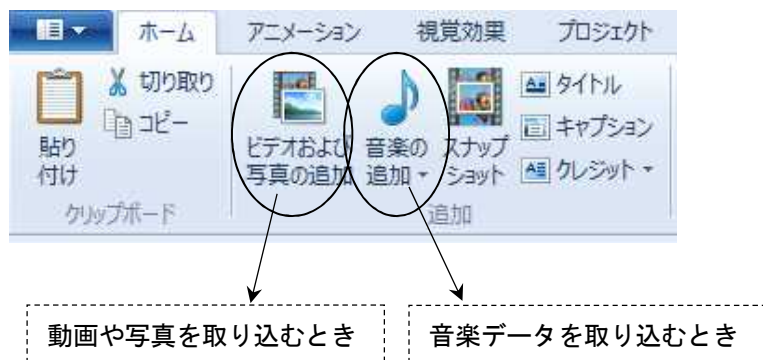 ホーム アニメーション 視覚効果 プロジェクト
貼り
付け
切り取り
コピー
クリップボード
ビデオおよび
写真の追加
音楽の
追加
スナップ
ショット
タイトル
キャプション
クレジット
追加
動画や写真を取り込むとき
音楽データを取り込むとき